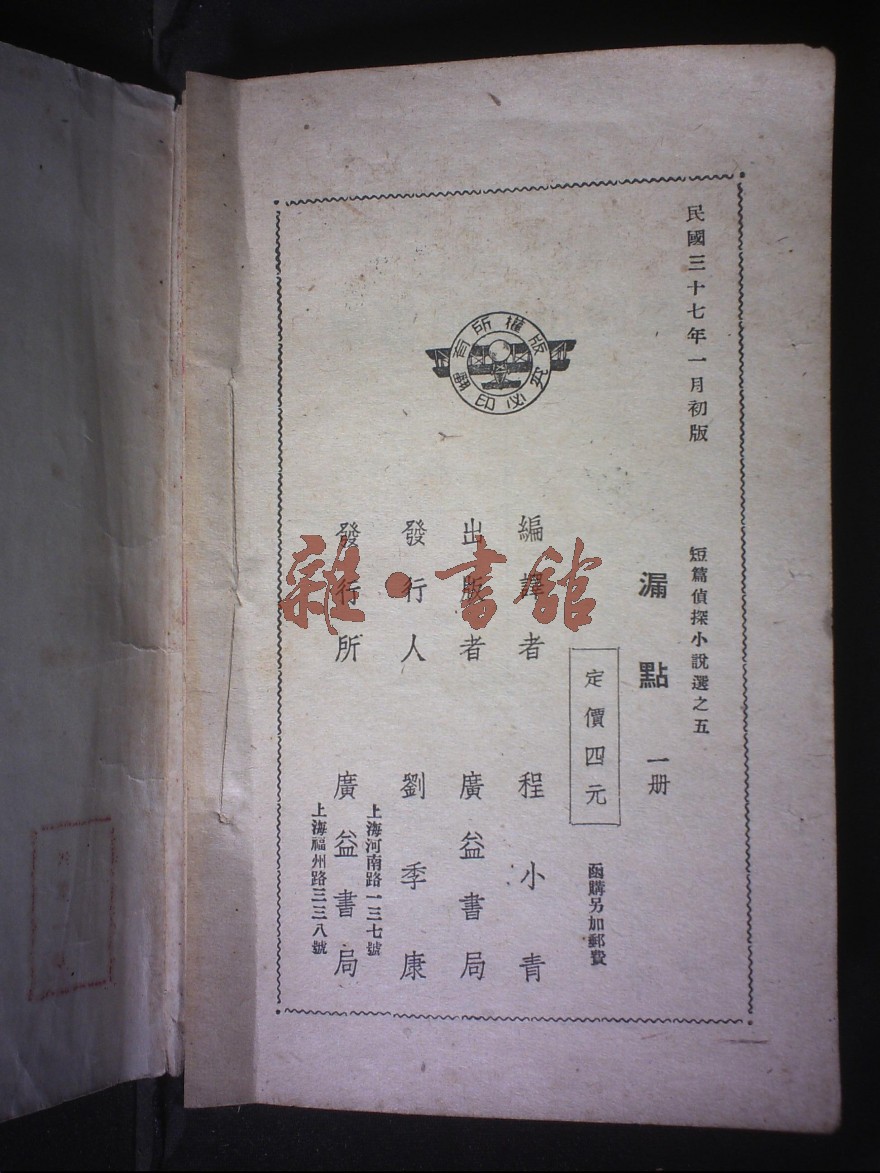 民國三十七年一月初版
短篇偵探小說選之五
漏點 一册
定價四元
函購另加郵費
編譯者 程小青
出版者 廣益書局
發行人 劉季康
發行所 廣益書局
上海河南路一三七號
上海福州路三三八號
版權所有
翻印必究
雜·書舘